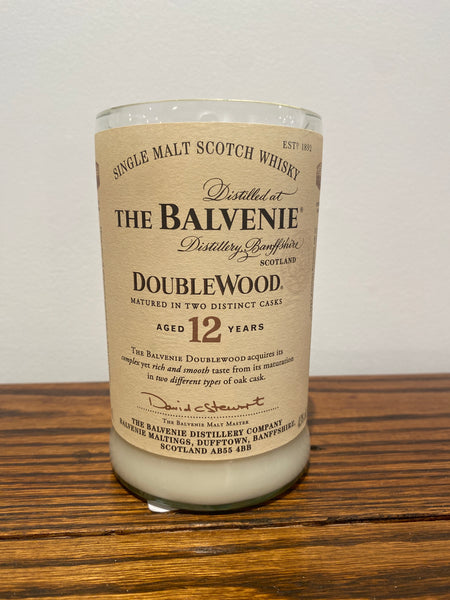 ESTD 1892
SINGLE MALT SCOTCH WHISKY
Distilled at
THE BALVENIE®
Distillery, Banffshire
SCOTLAND
DOUBLEWOOD®
MATURED IN TWO DISTINCT CASKS
AGED 12 YEARS
THE BALVENIE DOUBLEWOOD acquires its
complex yet rich and smooth taste from its maturation
in two different types of oak cask.
David C Stewart
THE BALVENIE MALT MASTER
THE BALVENIE DISTILLERY COMPANY
BALVENIE MALTINGS, DUFFTOWN, BANFFSHIRE,
SCOTLAND AB55 4BB